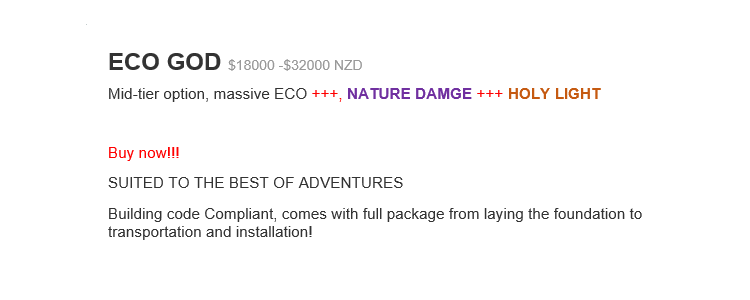 ECO GOD $18000 -$32000 NZD
Mid-tier option, massive ECO +++, NATURE DAMGE +++ HOLY LIGHT
Buy now!!!
SUITED TO THE BEST OF ADVENTURES
Building code Compliant, comes with full package from laying the foundation to
transportation and installation!